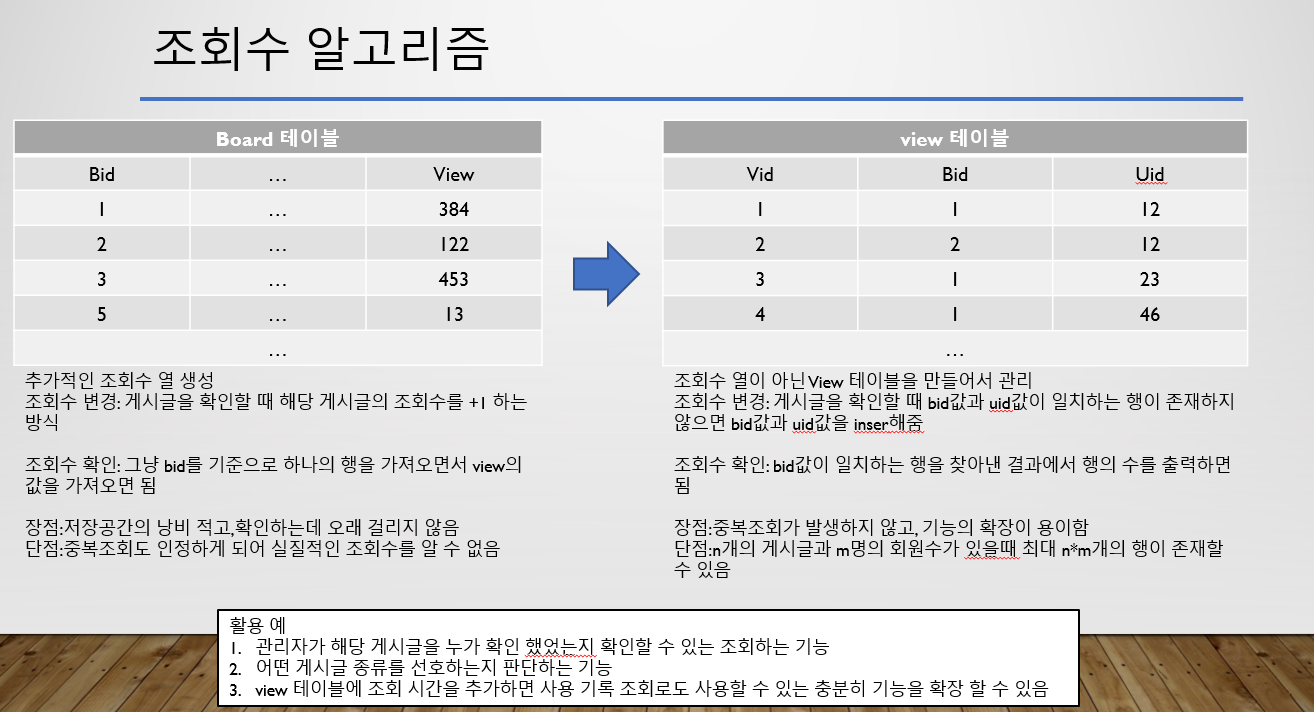 조회수 알고리즘
Board 테이블
Bid … View
1 … 384
2 … 122
3 … 453
5 … 13
…
view 테이블
Vid Bid Uid
1 1 12
2 2 12
3 1 23
4 1 46
…
추가적인 조회수 열 생성
조회수 변경: 게시글을 확인할 때 해당 게시글의 조회수를 +1 하는
방식
조회수 확인: 그냥 bid를 기준으로 하나의 행을 가져오면서 view의
값을 가져오면 됨
장점:저장공간의 낭비 적고,확인하는데 오래 걸리지 않음
단점:중복조회도 인정하게 되어 실질적인 조회수를 알 수 없음
조회수 열이 아닌 View 테이블을 만들어서 관리
조회수 변경: 게시글을 확인할 때 bid값과 uid값이 일치하는 행이 존재하지
않으면 bid값과 uid값을 inser해줌
조회수 확인: bid값이 일치하는 행을 찾아낸 결과에서 행의 수를 출력하면
됨
장점:중복조회가 발생하지 않고, 기능의 확장이 용이함
단점:n개의 게시글과 m명의 회원수가 있을때 최대 n*m개의 행이 존재할
수 있음
활용 예
1. 관리자가 해당 게시글을 누가 확인 했었는지 확인할 수 있는 조회하는 기능
2. 어떤 게시글 종류를 선호하는지 판단하는 기능
3. view 테이블에 조회 시간을 추가하면 사용 기록 조회로도 사용할 수 있는 충분히 기능을 확장 할 수 있음